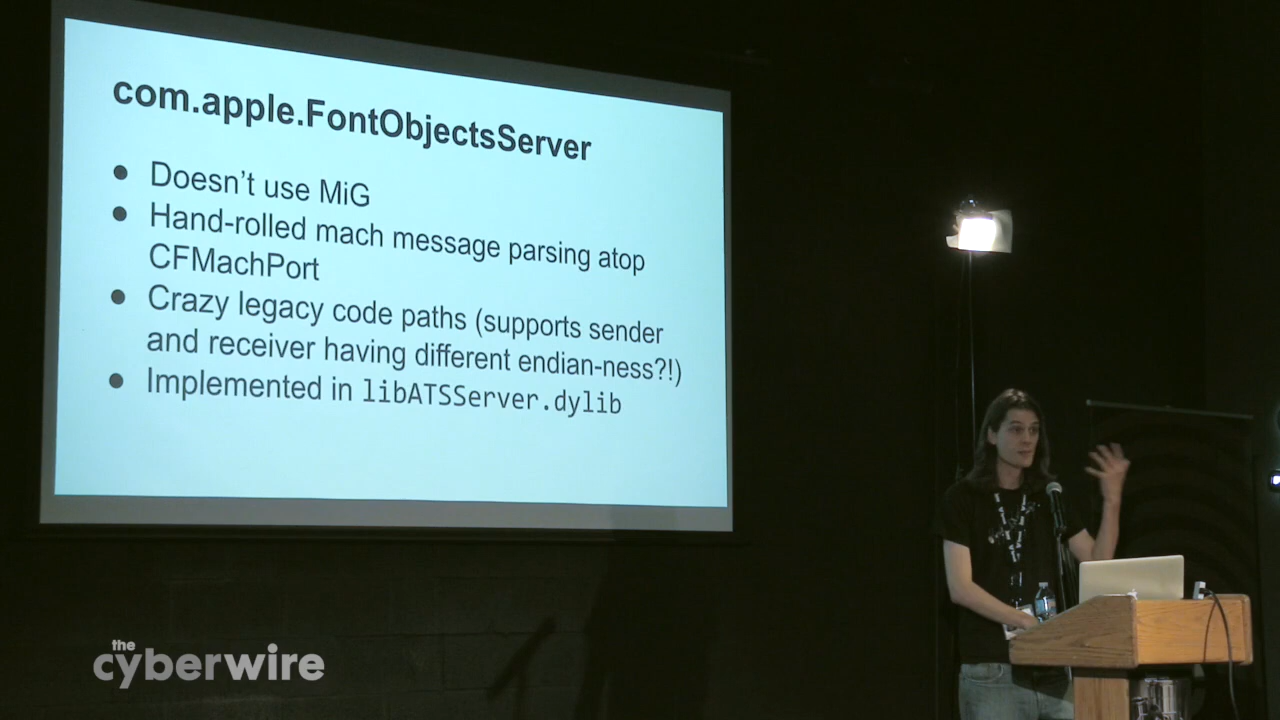 com.apple.FontObjectsServer
● Doesn’t use MiG
● Hand-rolled mach message parsing atop
CFMachPort
● Crazy legacy code paths (supports sender
and receiver having different endian-ness?!)
● Implemented in libATSServer.dylib
the
cyberwire